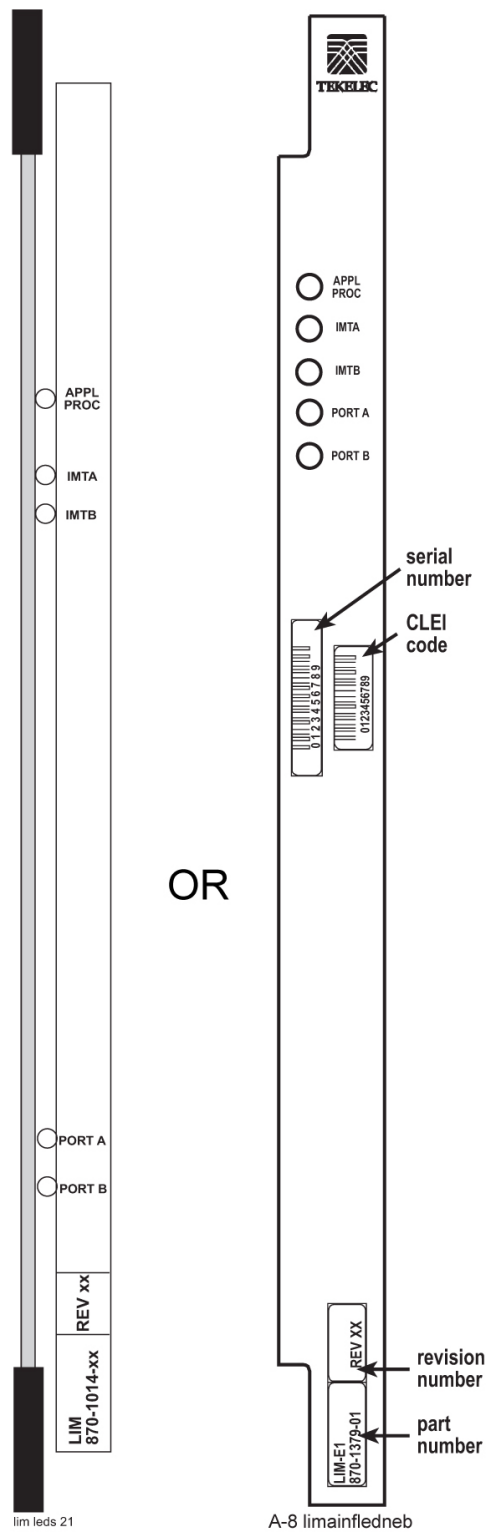 APPL
PROC
IMTA
IMTB
PORT A
PORT B
REV xx
LIM
870-1014-xx
lim leds 21
OR
TEKELEC
APPL
PROC
IMTA
IMTB
PORT A
PORT B
serial
number
CLEI
code
0123456789
0123456789
REV XX
revision
number
LIM-E1
870-1379-01
part
number
A-8 limainfledneb